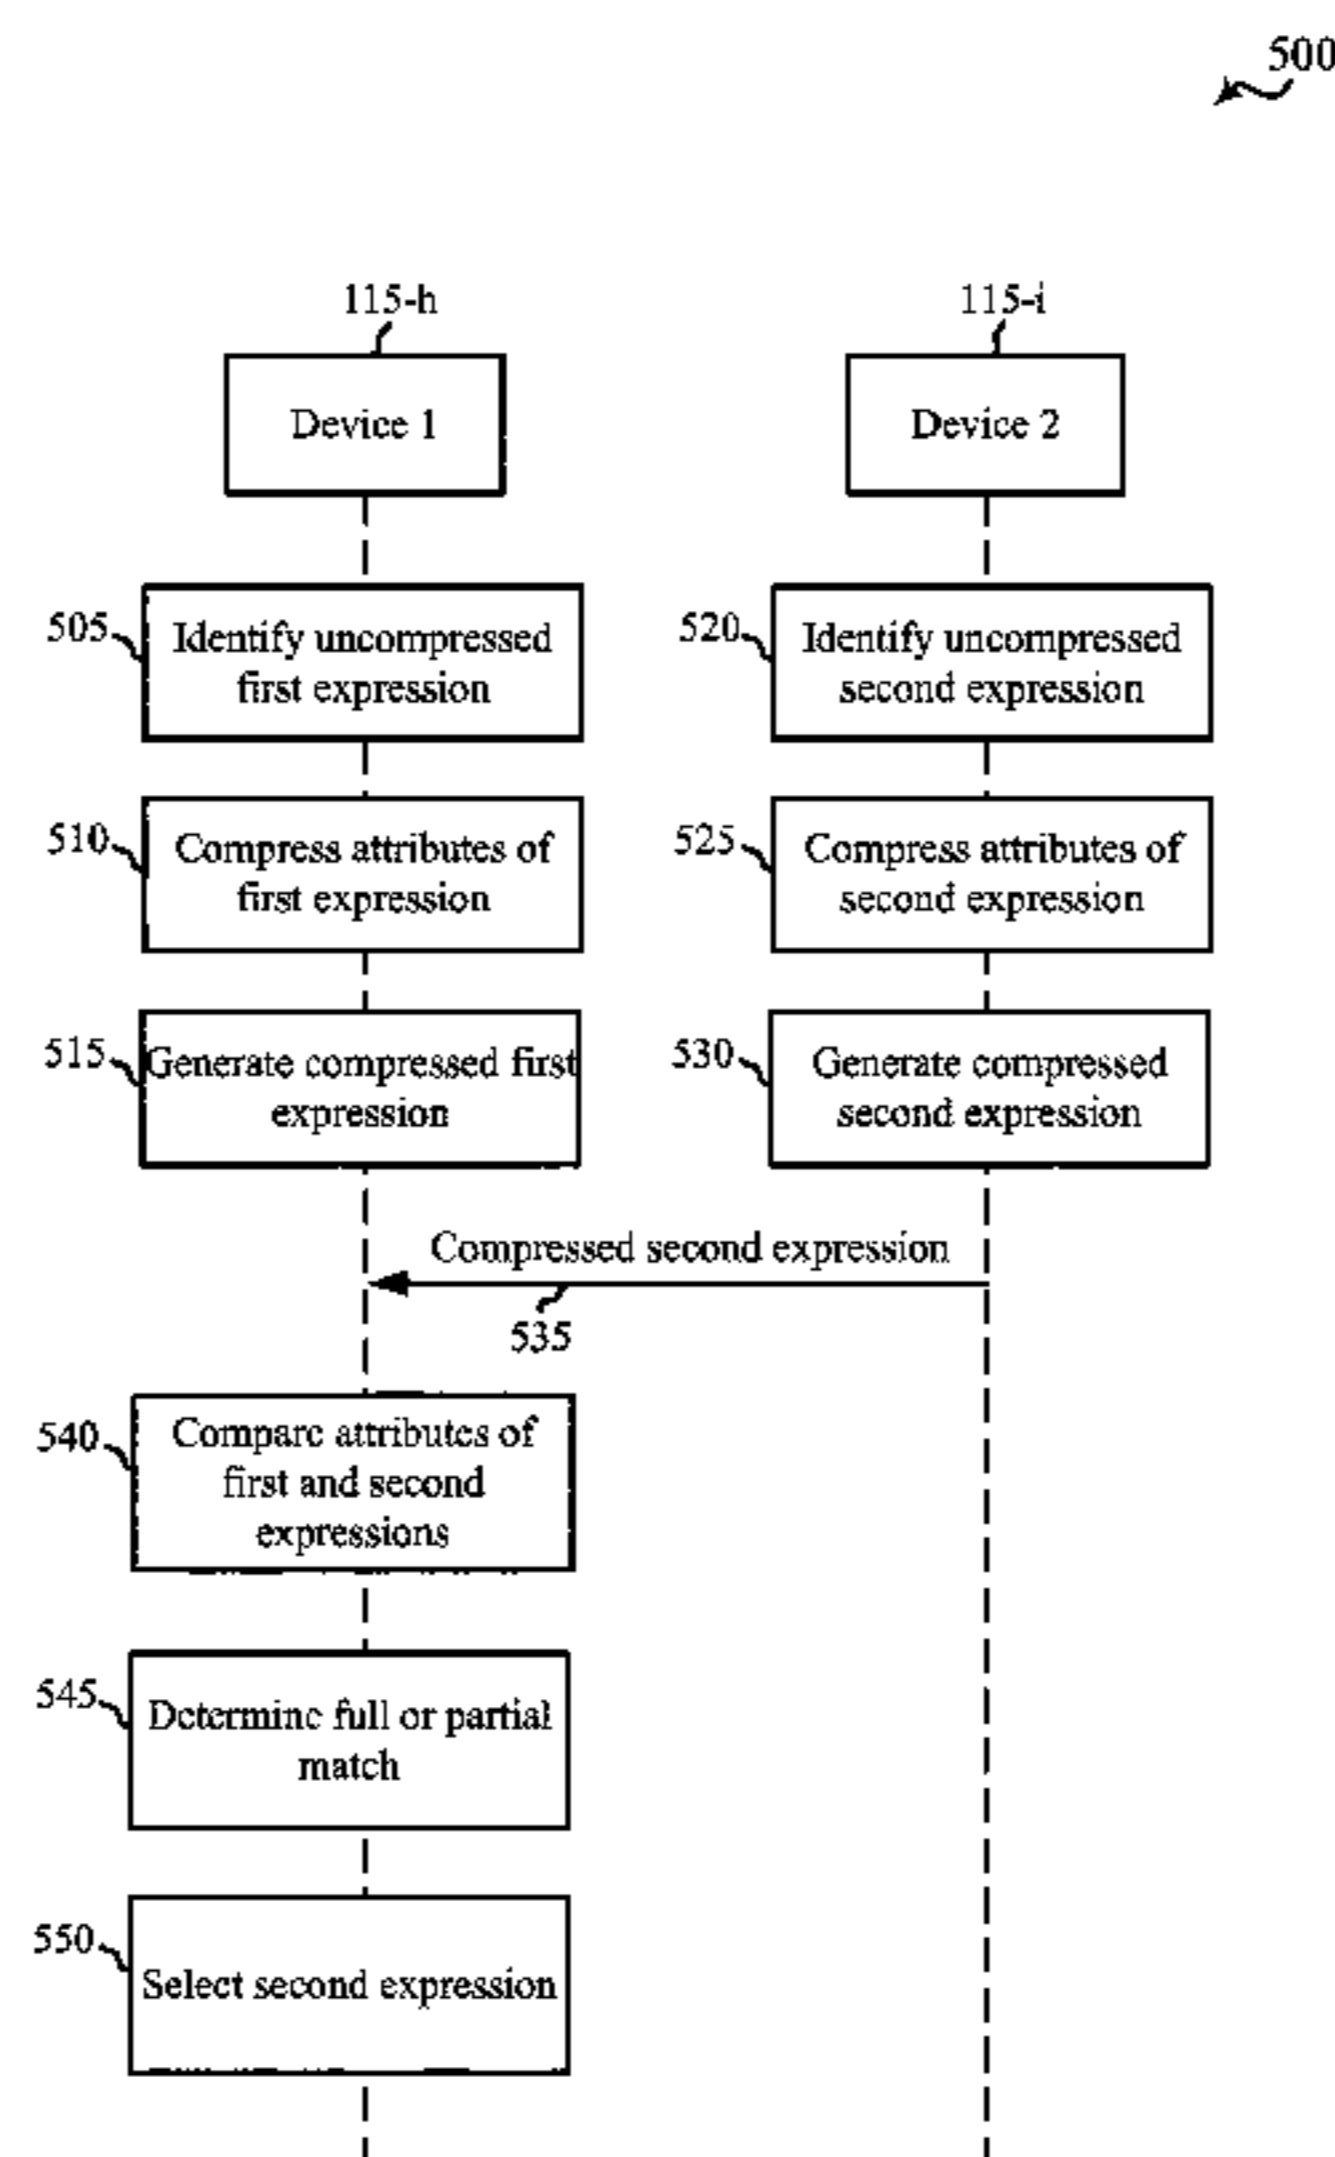 500
115-h
115-i
Device 1
Device 2
505
Identify uncompressed
first expression
520
Identify uncompressed
second expression
510
Compress attributes of
first expression
525
Compress attributes of
second expression
515
Generate compressed first
expression
530
Generate compressed
second expression
Compressed second expression
535
540
Compare attributes of
first and second
expressions
545
Determine full or partial
match
550
Select second expression